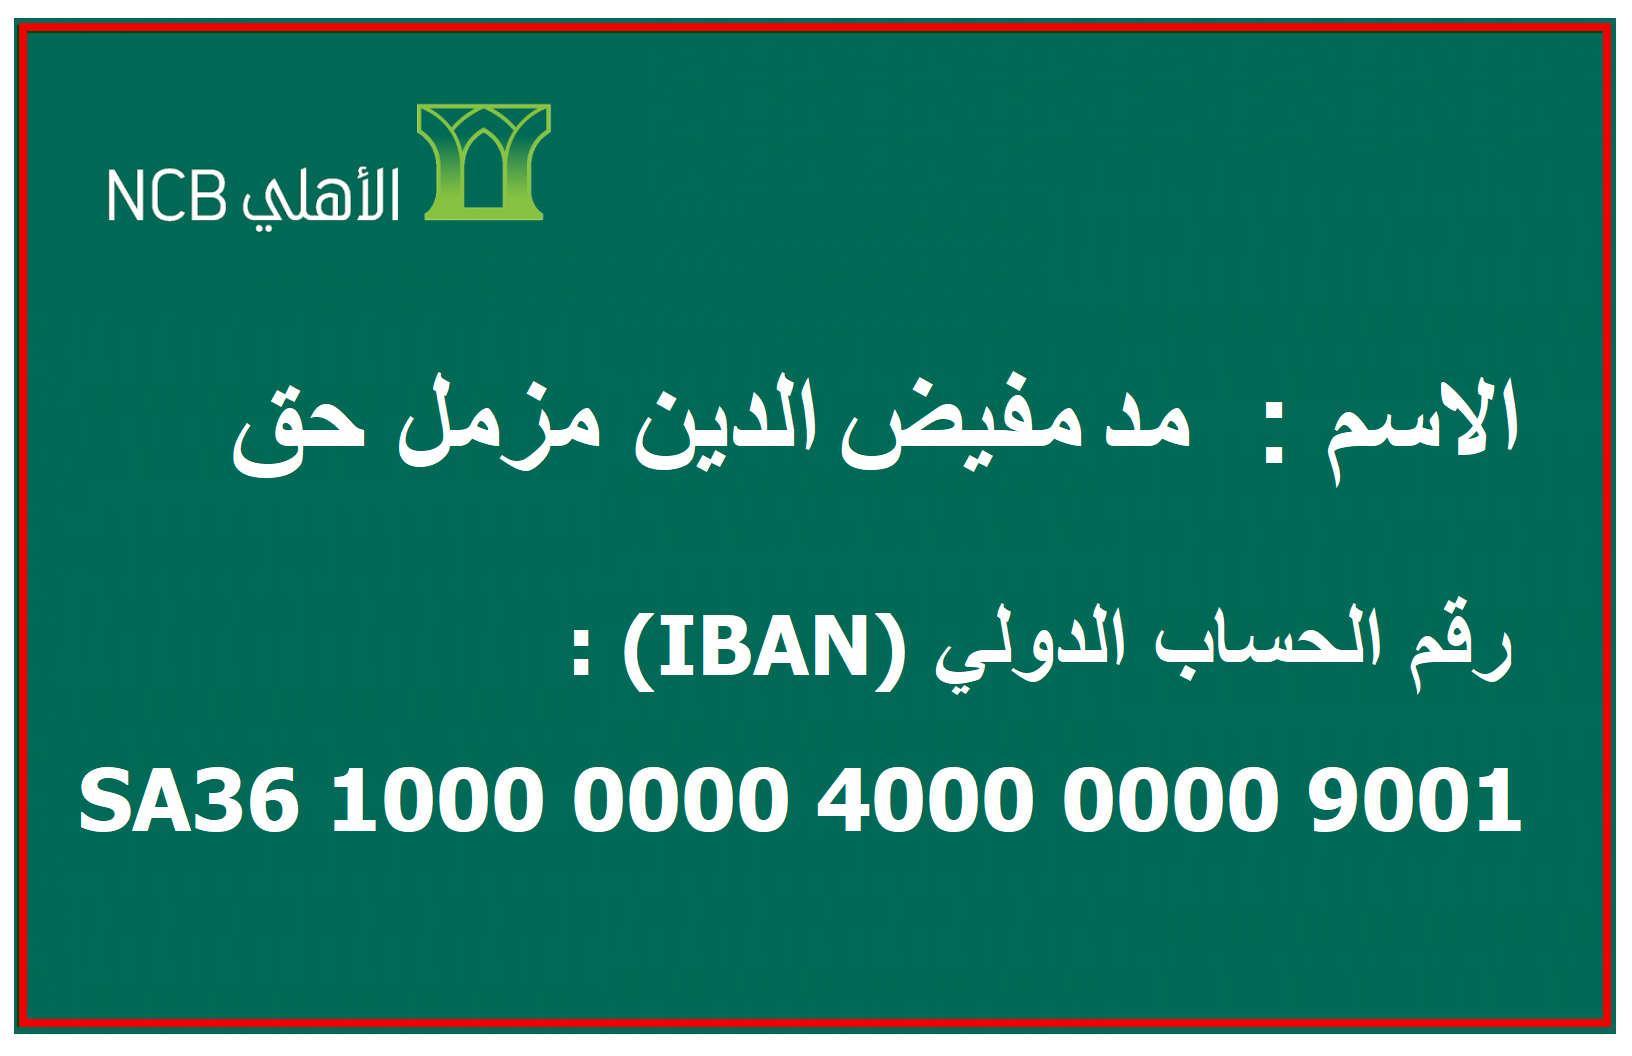 الأهلي NCB
الاسم : مد مفيض الدين مزمل حق
رقم الحساب الدولي (IBAN) :
SA36 1000 0000 4000 0000 9001